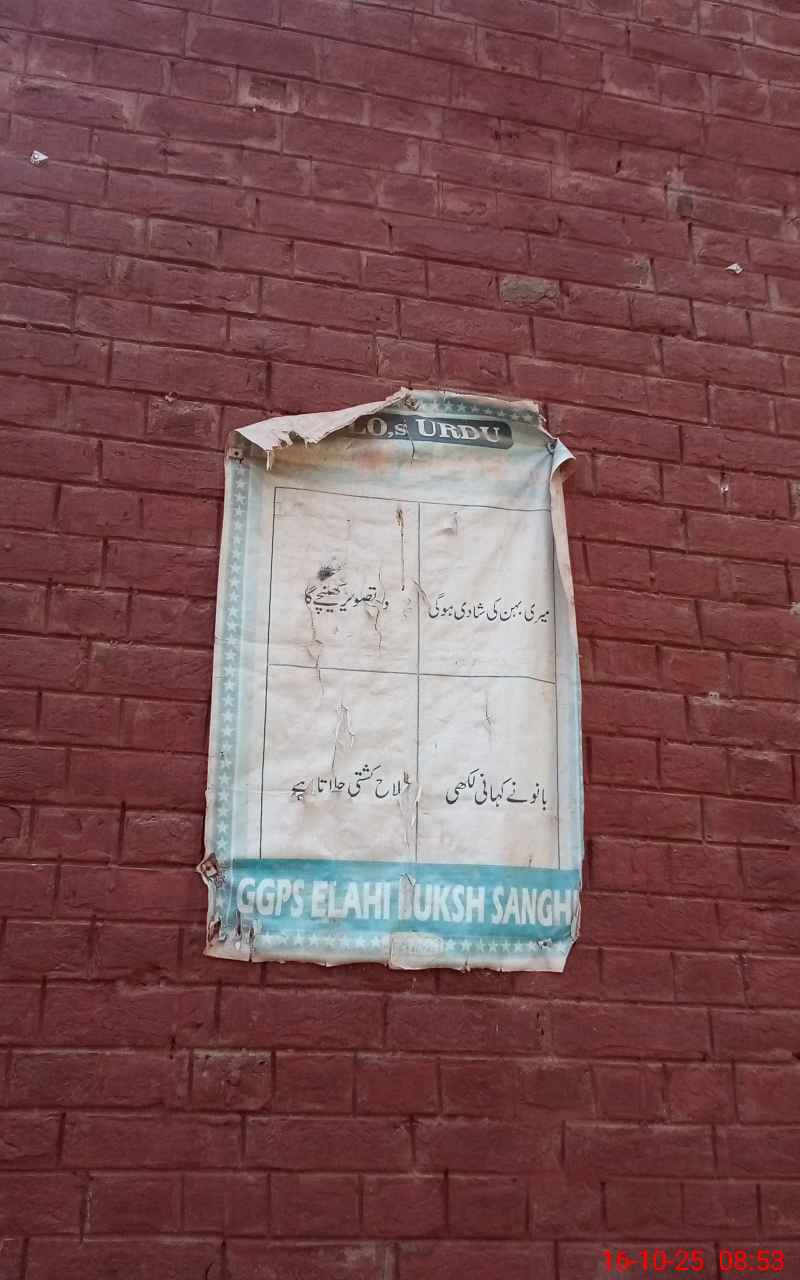 LO,s URDU
میری بہن کی شادی ہوگی
وہ تصویر کھینچے گا
بانو نے کہانی لکھی
ملاح کشتی چلاتا ہے
GGPS ELAHI BUKSH SANGHI
16-10-25 08:53